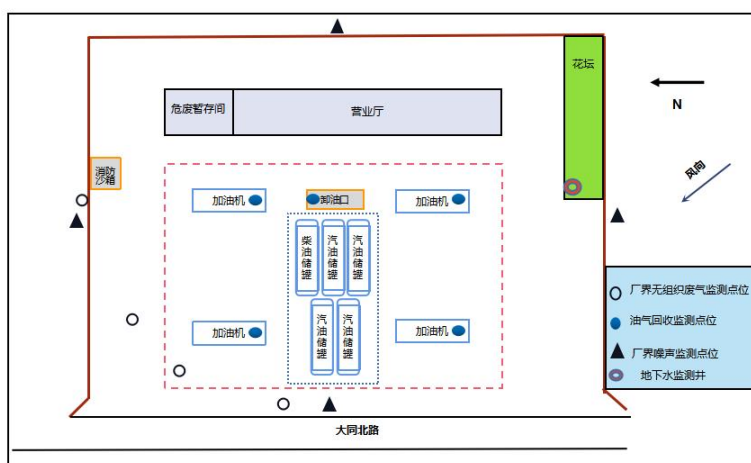 花坛
危废暂存间
营业厅
N
消防
沙箱
风向
加油机
卸油口
加油机
柴油储罐
汽油储罐
汽油储罐
厂界无组织废气监测点位
油气回收监测点位
加油机
汽油储罐
汽油储罐
加油机
厂界噪声监测点位
地下水监测井
大同北路